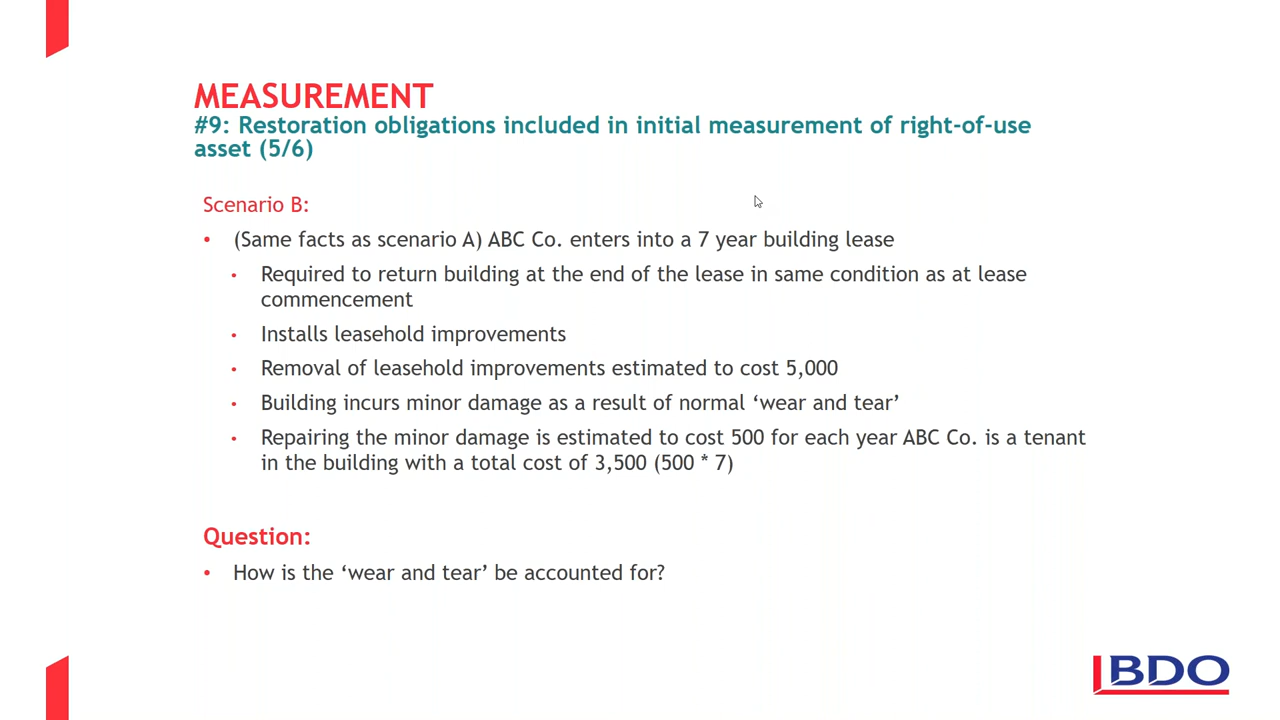 MEASUREMENT
#9: Restoration obligations included in initial measurement of right-of-use
asset (5/6)
Scenario B:
• (Same facts as scenario A) ABC Co. enters into a 7 year building lease
• Required to return building at the end of the lease in same condition as at lease
commencement
• Installs leasehold improvements
• Removal of leasehold improvements estimated to cost 5,000
• Building incurs minor damage as a result of normal ‘wear and tear’
• Repairing the minor damage is estimated to cost 500 for each year ABC Co. is a tenant
in the building with a total cost of 3,500 (500 * 7)
Question:
• How is the ‘wear and tear’ be accounted for?
BDO